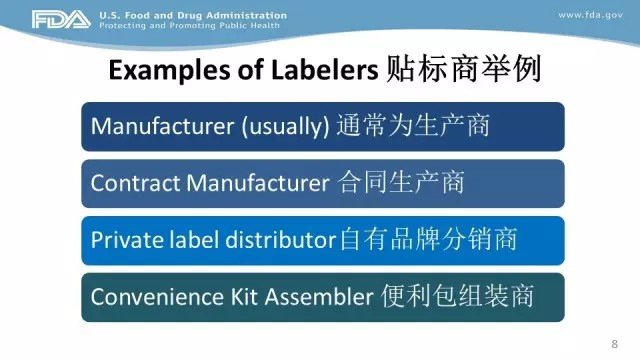 FDA U.S. Food and Drug Administration
Protecting and Promoting Public Health
www.fda.gov
Examples of Labelers 贴标商举例
Manufacturer (usually) 通常为生产商
Contract Manufacturer 合同生产商
Private label distributor自有品牌分销商
Convenience Kit Assembler 便利包组装商
8